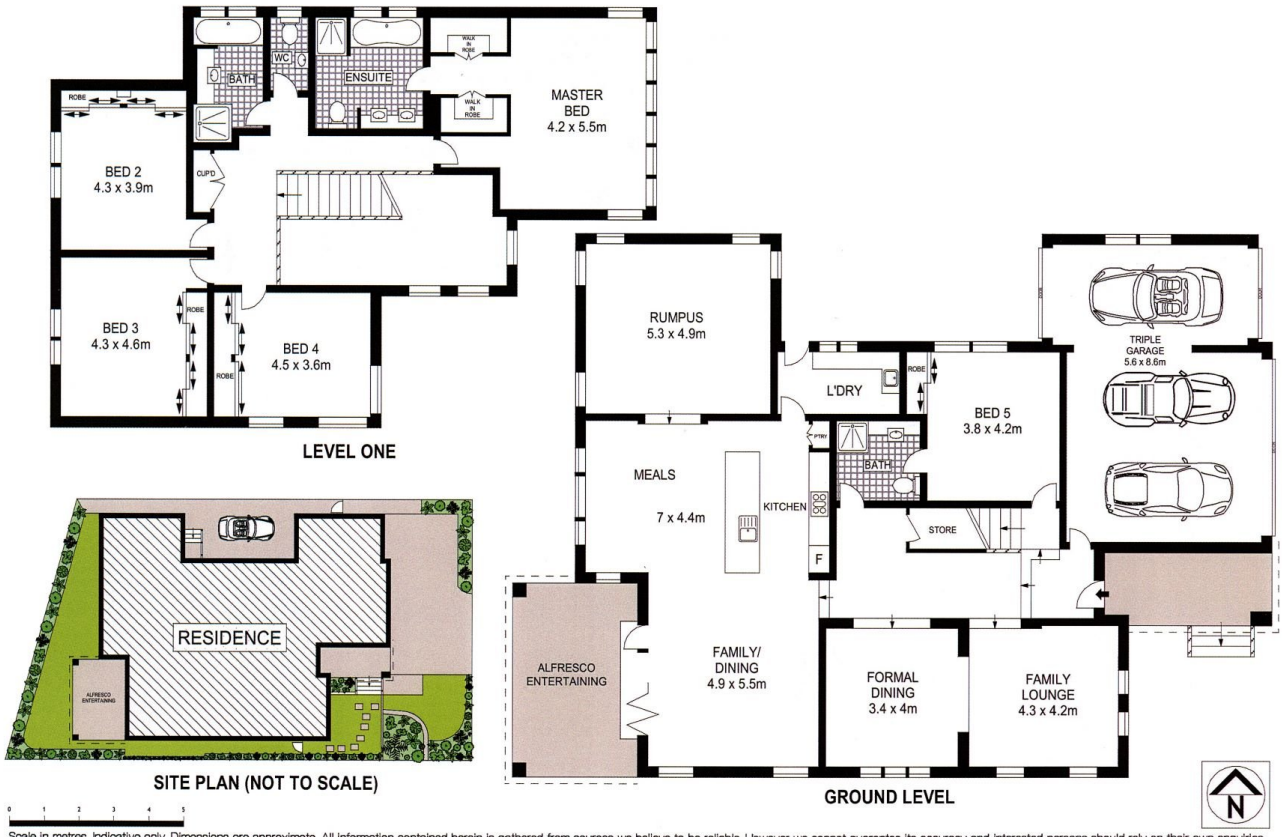 ROBE
BED 2
4.3 x 3.9m
BATH
WC
ENSUITE
WALK
IN
ROBE
WALK
IN
ROBE
MASTER
BED
4.2 x 5.5m
CUP'D
BED 3
4.3 x 4.6m
ROBE
ROBE
BED 4
4.5 x 3.6m
LEVEL ONE
RUMPUS
5.3 x 4.9m
L'DRY
ROBE
BED 5
3.8 x 4.2m
TRIPLE
GARAGE
5.6 x 8.6m
MEALS
7 x 4.4m
KITCHEN
PTRY
F
BATH
STORE
ALFRESCO
ENTERTAINING
FAMILY/
DINING
4.9 x 5.5m
FORMAL
DINING
3.4 x 4m
FAMILY
LOUNGE
4.3 x 4.2m
GROUND LEVEL
RESIDENCE
ALFRESCO
ENTERTAINING
SITE PLAN (NOT TO SCALE)
0 1 2 3 4 5
N
Scale in metres. Indicative only. Dimensions are approximate. All information contained herein is gathered from sources we believe to be reliable. However we cannot guarantee its accuracy and interested persons should rely on their own enquiries